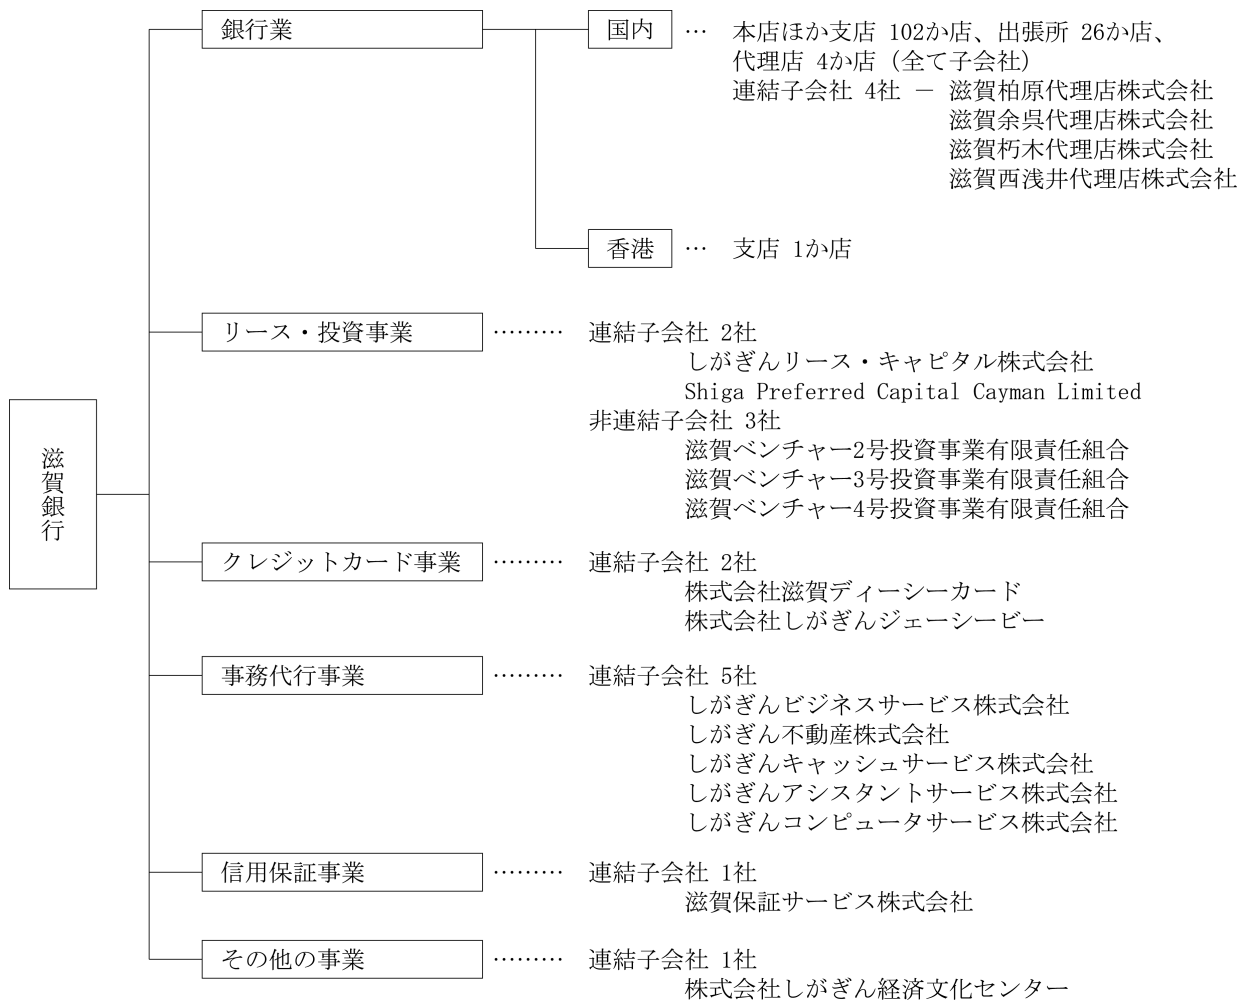 滋賀銀行
銀行業
国内 … 本店ほか支店 102か店、出張所 26か店、
代理店 4か店（全て子会社）
連結子会社 4社 － 滋賀柏原代理店株式会社
滋賀余呉代理店株式会社
滋賀朽木代理店株式会社
滋賀西浅井代理店株式会社
香港 … 支店 1か店
リース・投資事業 ……… 連結子会社 2社
しがぎんリース・キャピタル株式会社
Shiga Preferred Capital Cayman Limited
非連結子会社 3社
滋賀ベンチャー2号投資事業有限責任組合
滋賀ベンチャー3号投資事業有限責任組合
滋賀ベンチャー4号投資事業有限責任組合
クレジットカード事業 ……… 連結子会社 2社
株式会社滋賀ディーシーカード
株式会社しがぎんジェーシービー
事務代行事業 ……… 連結子会社 5社
しがぎんビジネスサービス株式会社
しがぎん不動産株式会社
しがぎんキャッシュサービス株式会社
しがぎんアシスタントサービス株式会社
しがぎんコンピュータサービス株式会社
信用保証事業 ……… 連結子会社 1社
滋賀保証サービス株式会社
その他の事業 ……… 連結子会社 1社
株式会社しがぎん経済文化センター